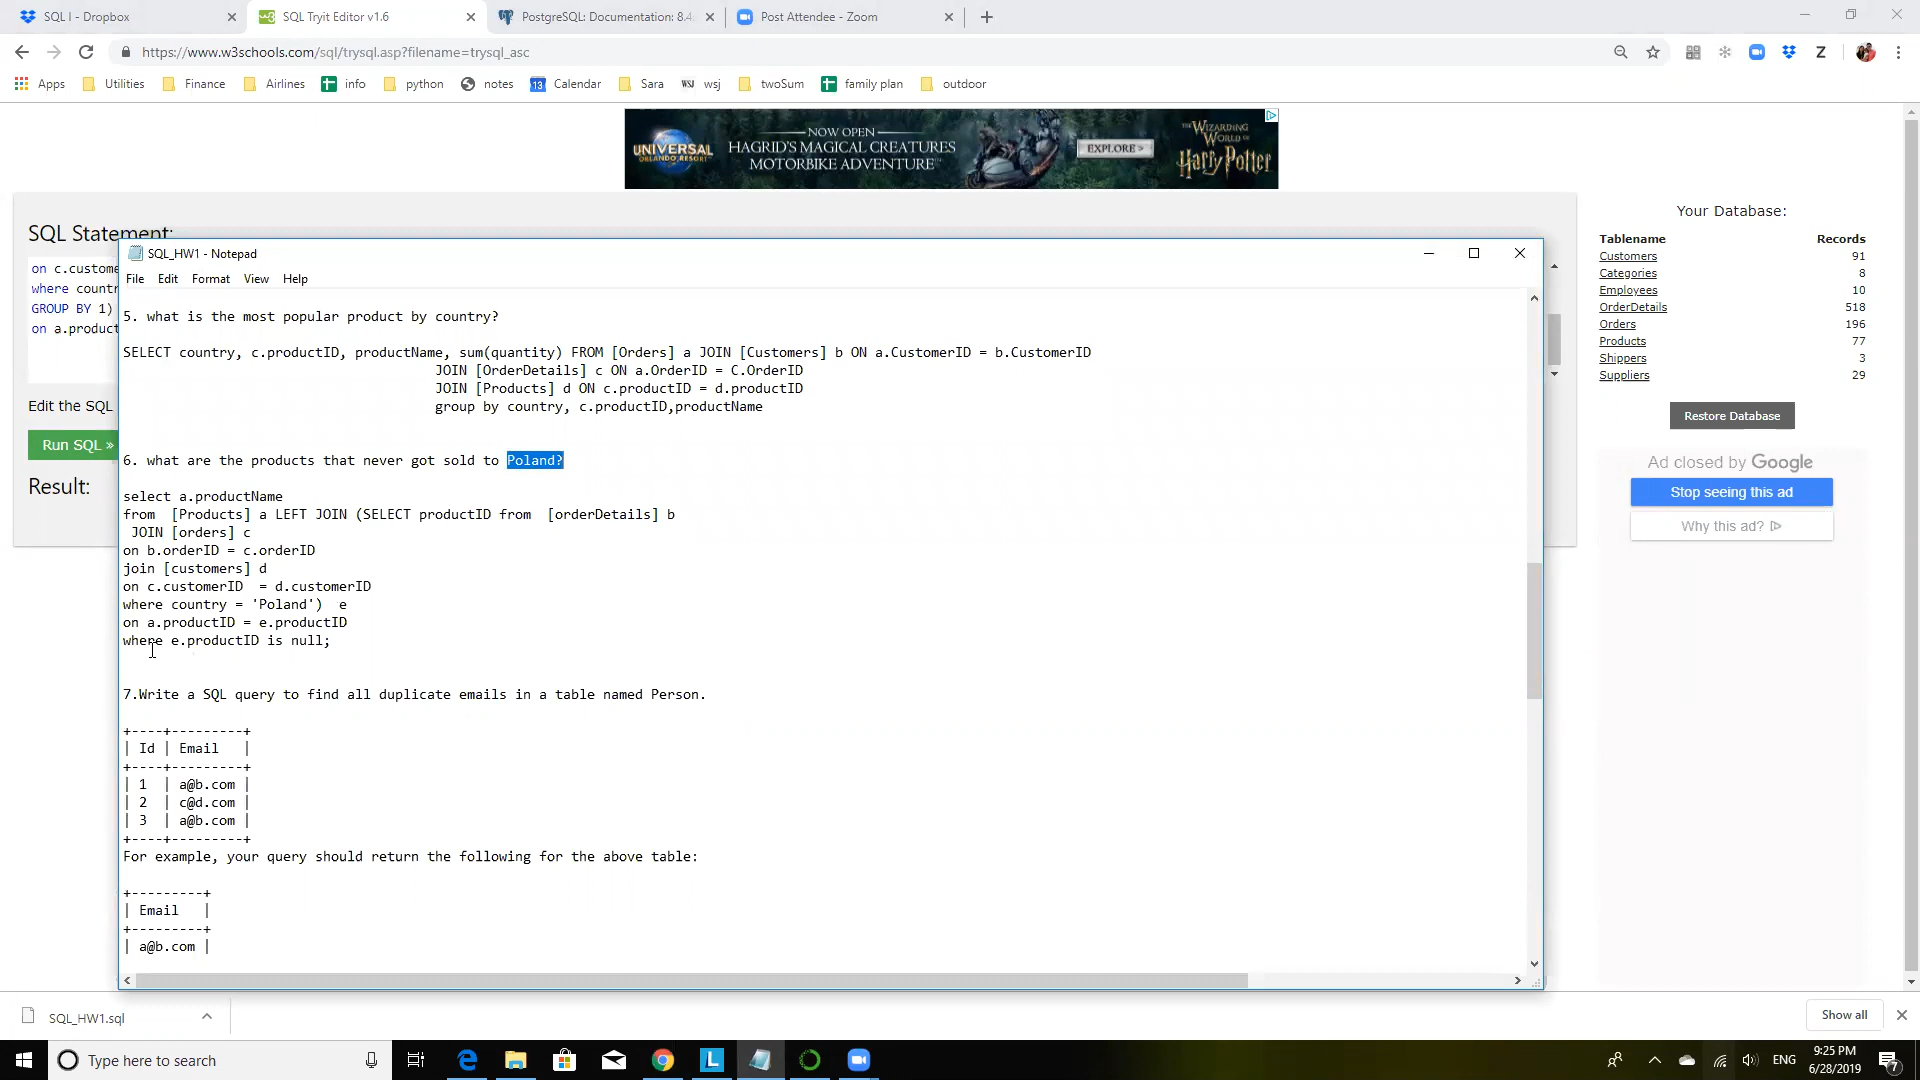 SQL I - Dropbox
SQL Tryit Editor v1.6
PostgreSQL: Documentation: 8.4
Post Attendee - Zoom
https://www.w3schools.com/sql/trysql.asp?filename=trysql_asc
Apps Utilities Finance Airlines info python notes Calendar Sara wsj twoSum family plan outdoor
UNIVERSAL ORLANDO RESORT
NOW OPEN
HAGRID'S MAGICAL CREATURES
MOTORBIKE ADVENTURE
EXPLORE >
THE WIZARDING WORLD OF
Harry Potter
SQL Statement:
on c.custome
where countr
GROUP BY 1)
on a.product
Edit the SQL
Run SQL »
Result:
SQL_HW1 - Notepad
File Edit Format View Help
5. what is the most popular product by country?
SELECT country, c.productID, productName, sum(quantity) FROM [Orders] a JOIN [Customers] b ON a.CustomerID = b.CustomerID
JOIN [OrderDetails] c ON a.OrderID = C.OrderID
JOIN [Products] d ON c.productID = d.productID
group by country, c.productID,productName
6. what are the products that never got sold to Poland?
select a.productName
from  [Products] a LEFT JOIN (SELECT productID from  [orderDetails] b
JOIN [orders] c
on b.orderID = c.orderID
join [customers] d
on c.customerID  = d.customerID
where country = 'Poland')  e
on a.productID = e.productID
where e.productID is null;
7.Write a SQL query to find all duplicate emails in a table named Person.
+----+---------+
| Id | Email   |
+----+---------+
| 1  | a@b.com |
| 2  | c@d.com |
| 3  | a@b.com |
+----+---------+
For example, your query should return the following for the above table:
+---------+
| Email   |
+---------+
| a@b.com |
Your Database:
Tablename Records
Customers 91
Categories 8
Employees 10
OrderDetails 518
Orders 196
Products 77
Shippers 3
Suppliers 29
Restore Database
Ad closed by Google
Stop seeing this ad
Why this ad?
SQL_HW1.sql
Show all
Type here to search
ENG
9:25 PM
6/28/2019
7